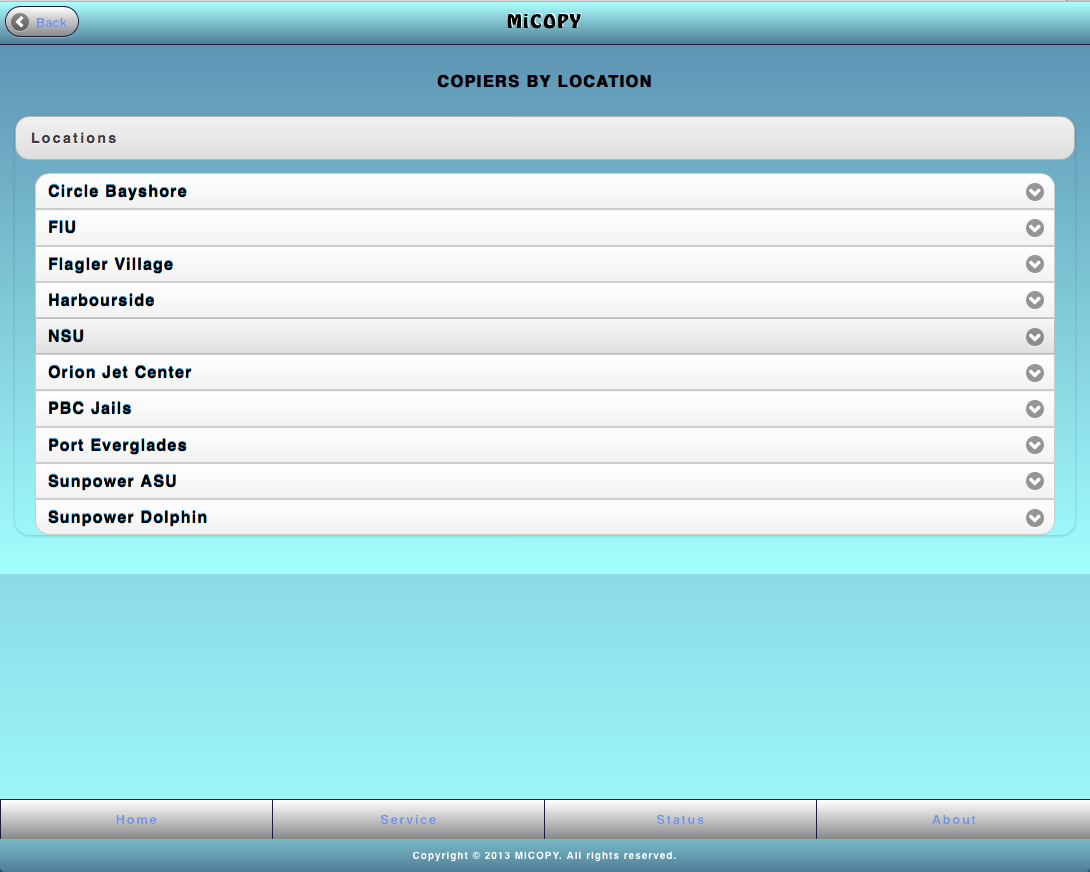 Back
MiCOPY
COPIERS BY LOCATION
Locations
Circle Bayshore
FIU
Flagler Village
Harbourside
NSU
Orion Jet Center
PBC Jails
Port Everglades
Sunpower ASU
Sunpower Dolphin
Home Service Status About
Copyright © 2013 MiCOPY. All rights reserved.